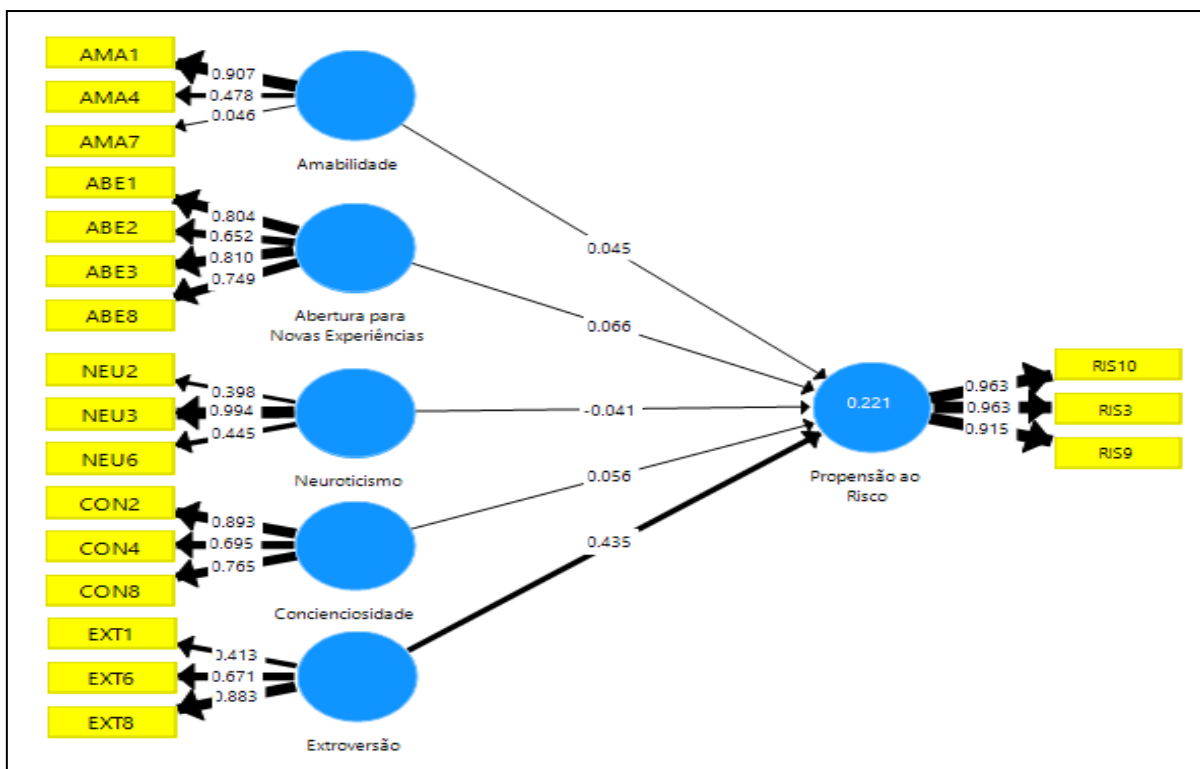 AMA1
0.907
AMA4
0.478
AMA7
0.046
Amabilidade
ABE1
0.804
ABE2
0.652
ABE3
0.810
ABE8
0.749
Abertura para
Novas Experiências
NEU2
0.398
NEU3
0.994
NEU6
0.445
Neuroticismo
CON2
0.893
CON4
0.695
CON8
0.765
Concienciosidade
EXT1
0.413
EXT6
0.671
EXT8
0.883
Extroversão
0.045
0.066
-0.041
0.056
0.435
0.221
Propensão ao
Risco
0.963
RIS10
0.963
RIS3
0.915
RIS9